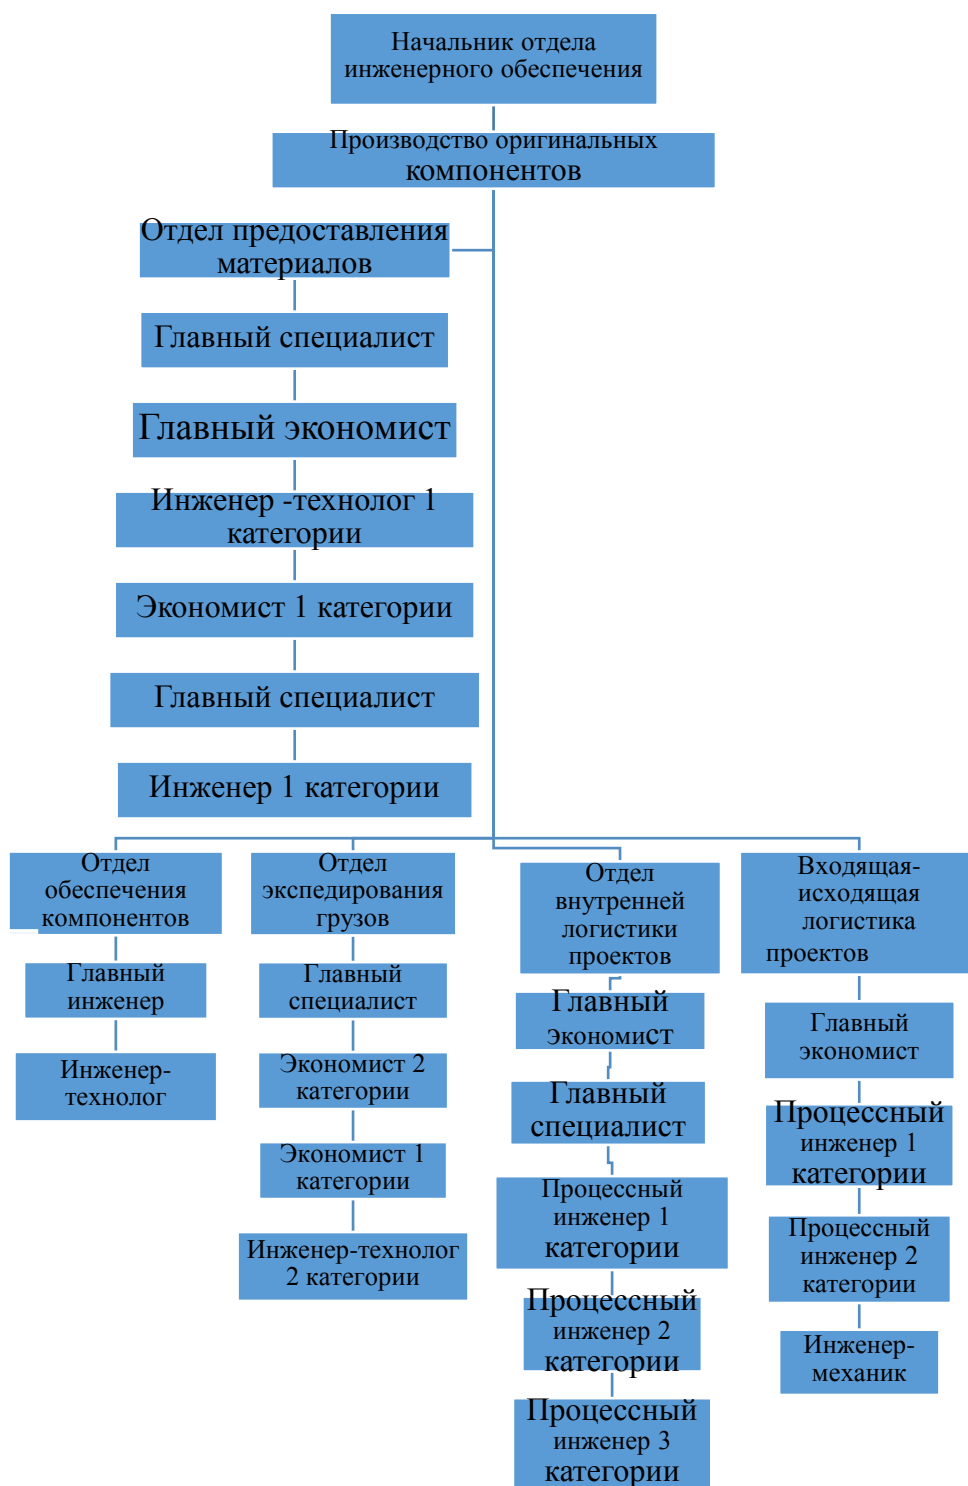 Начальник отдела
инженерного обеспечения
Производство оригинальных
компонентов
Отдел предоставления
материалов
Главный специалист
Главный экономист
Инженер -технолог 1
категории
Экономист 1 категории
Главный специалист
Инженер 1 категории
Отдел
обеспечения
компонентов
Главный
инженер
Инженер-
технолог
Отдел
экспедирования
грузов
Главный
специалист
Экономист 2
категории
Экономист 1
категории
Инженер-технолог
2 категории
Отдел
внутренней
логистики
проектов
Главный
экономист
Главный
специалист
Процессный
инженер 1
категории
Процессный
инженер 2
категории
Процессный
инженер 3
категории
Входящая-
исходящая
логистика
проектов
Главный
экономист
Процессный
инженер 1
категории
Процессный
инженер 2
категории
Инженер-
механик